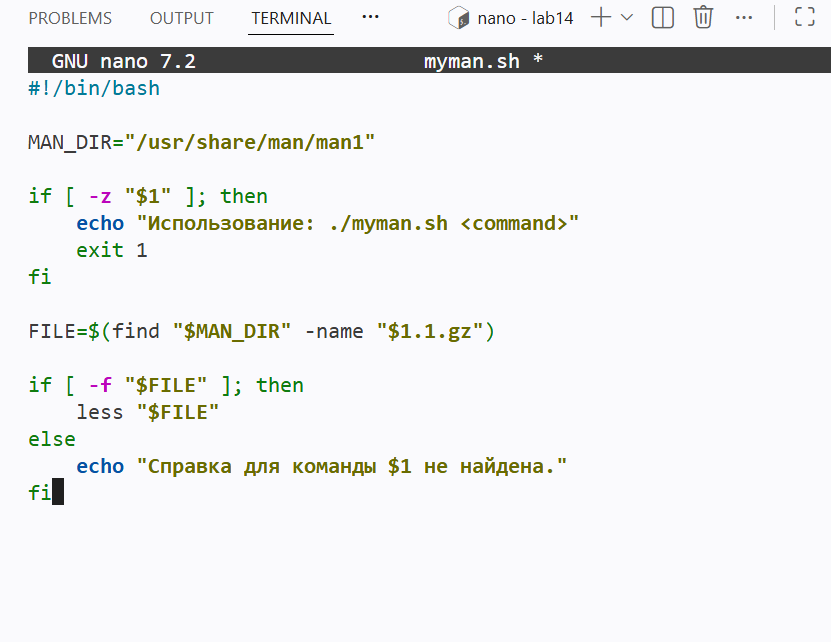 PROBLEMS OUTPUT TERMINAL ... nano - lab14 ...
GNU nano 7.2 myman.sh *
#!/bin/bash
MAN_DIR="/usr/share/man/man1"
if [ -z "$1" ]; then
    echo "Использование: ./myman.sh <command>"
    exit 1
fi
FILE=$(find "$MAN_DIR" -name "$1.1.gz")
if [ -f "$FILE" ]; then
    less "$FILE"
else
    echo "Справка для команды $1 не найдена."
fi